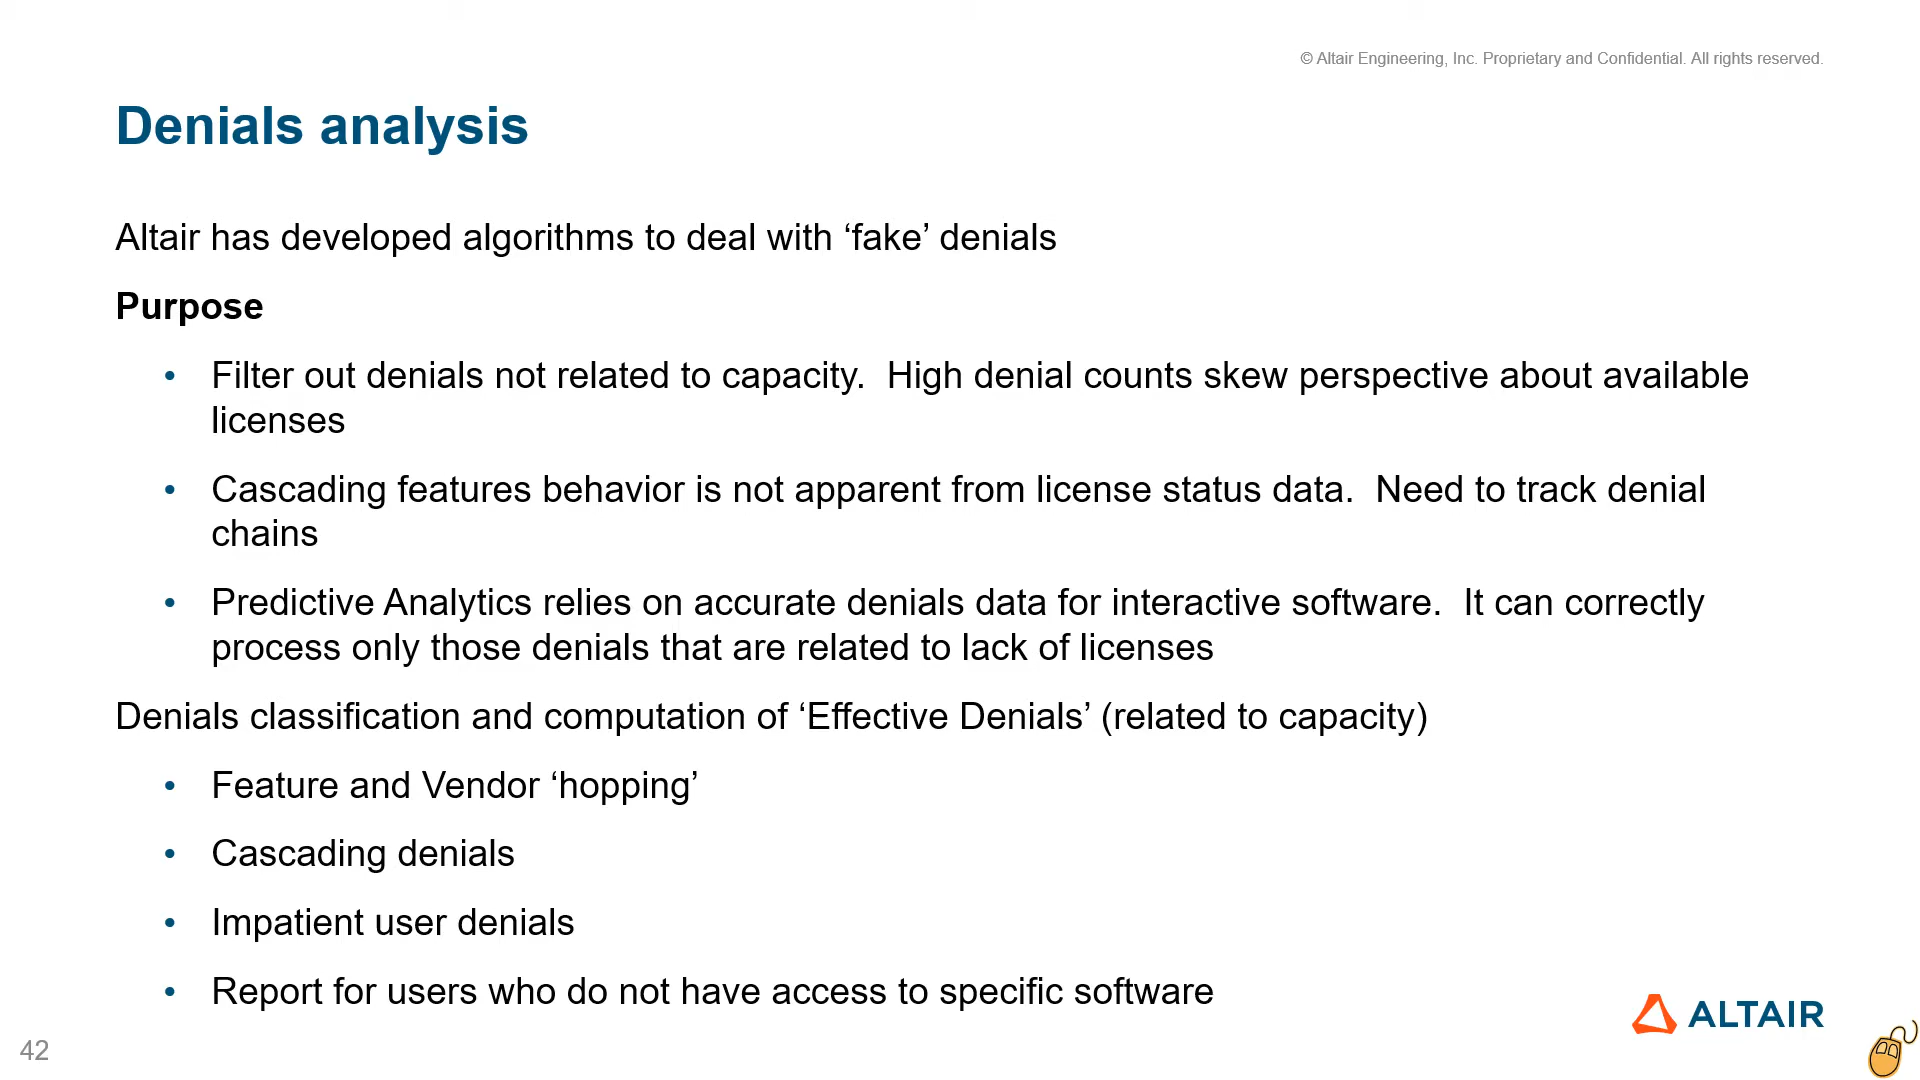 © Altair Engineering, Inc. Proprietary and Confidential. All rights reserved.
Denials analysis
Altair has developed algorithms to deal with ‘fake’ denials
Purpose
• Filter out denials not related to capacity.  High denial counts skew perspective about available
licenses
• Cascading features behavior is not apparent from license status data.  Need to track denial
chains
• Predictive Analytics relies on accurate denials data for interactive software.  It can correctly
process only those denials that are related to lack of licenses
Denials classification and computation of ‘Effective Denials’ (related to capacity)
• Feature and Vendor ‘hopping’
• Cascading denials
• Impatient user denials
• Report for users who do not have access to specific software
ALTAIR
42